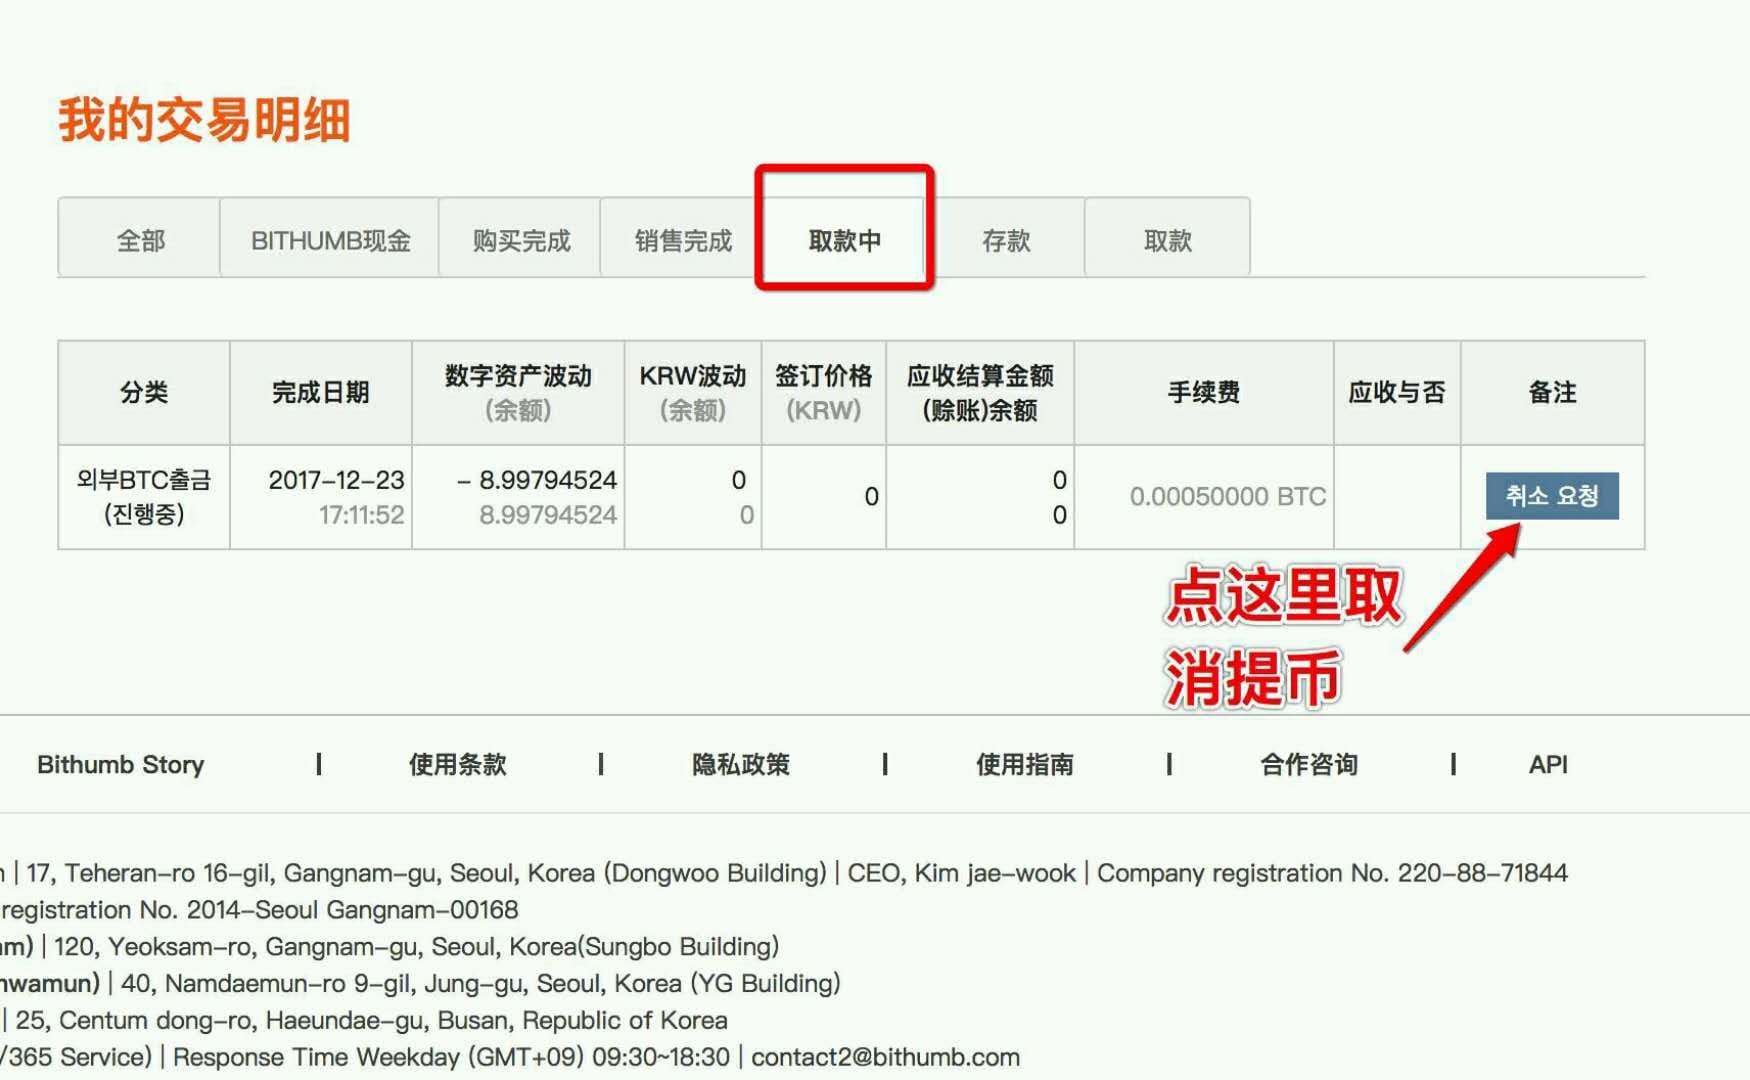 我的交易明细
全部
BITHUMB现金
购买完成
销售完成
取款中
存款
取款
分类
完成日期
数字资产波动
(余额)
KRW波动
(余额)
签订价格
(KRW)
应收结算金额
(赊账)余额
手续费
应收与否
备注
외부BTC출금
(진행중)
2017-12-23
17:11:52
- 8.99794524
8.99794524
0
0
0
0
0
0.00050000 BTC
취소 요청
点这里取
消提币
Bithumb Story | 使用条款 | 隐私政策 | 使用指南 | 合作咨询 | API
| 17, Teheran-ro 16-gil, Gangnam-gu, Seoul, Korea (Dongwoo Building) | CEO, Kim jae-wook | Company registration No. 220-88-71844
registration No. 2014-Seoul Gangnam-00168
am) | 120, Yeoksam-ro, Gangnam-gu, Seoul, Korea(Sungbo Building)
nwamun) | 40, Namdaemun-ro 9-gil, Jung-gu, Seoul, Korea (YG Building)
| 25, Centum dong-ro, Haeundae-gu, Busan, Republic of Korea
/365 Service) | Response Time Weekday (GMT+09) 09:30~18:30 | contact2@bithumb.com